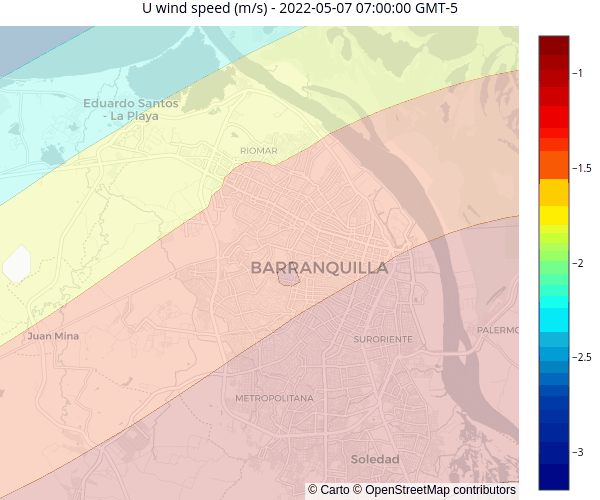 U wind speed (m/s) - 2022-05-07 07:00:00 GMT-5
Eduardo Santos
- La Playa
RIOMAR
BARRANQUILLA
Juan Mina
SURORIENTE
PALERMO
METROPOLITANA
Soledad
© Carto © OpenStreetMap contributors
−1
−1.5
−2
−2.5
−3